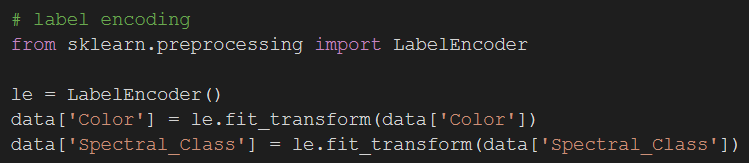 # label encoding
from sklearn.preprocessing import LabelEncoder
le = LabelEncoder()
data['Color'] = le.fit_transform(data['Color'])
data['Spectral_Class'] = le.fit_transform(data['Spectral_Class'])